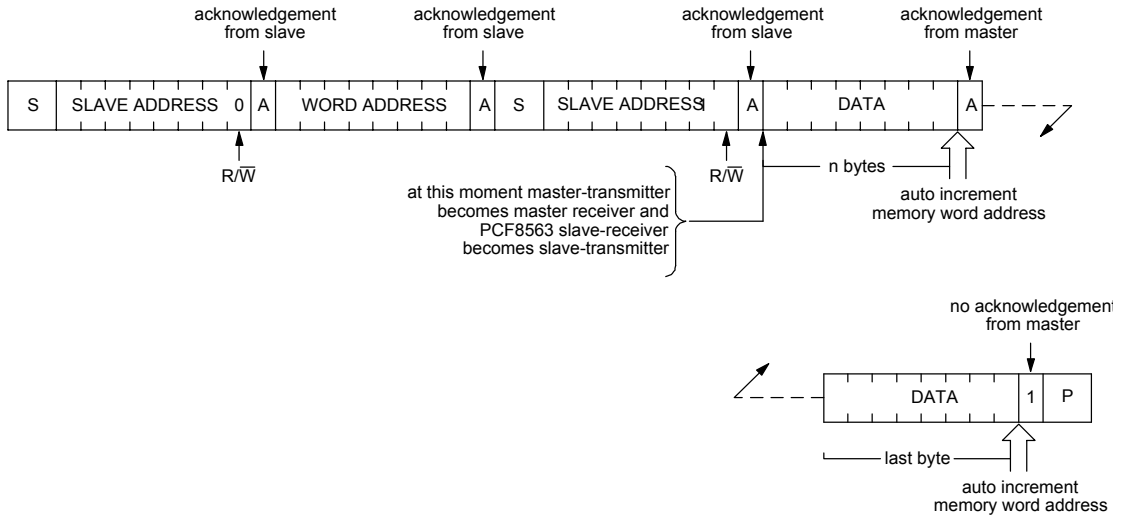 acknowledgement
from slave
acknowledgement
from slave
acknowledgement
from slave
acknowledgement
from master
S SLAVE ADDRESS 0 A WORD ADDRESS A S SLAVE ADDRESS 1 A DATA A
R/W̅
R/W̅
at this moment master-transmitter
becomes master receiver and
PCF8563 slave-receiver
becomes slave-transmitter
n bytes
auto increment
memory word address
no acknowledgement
from master
DATA 1 P
last byte
auto increment
memory word address